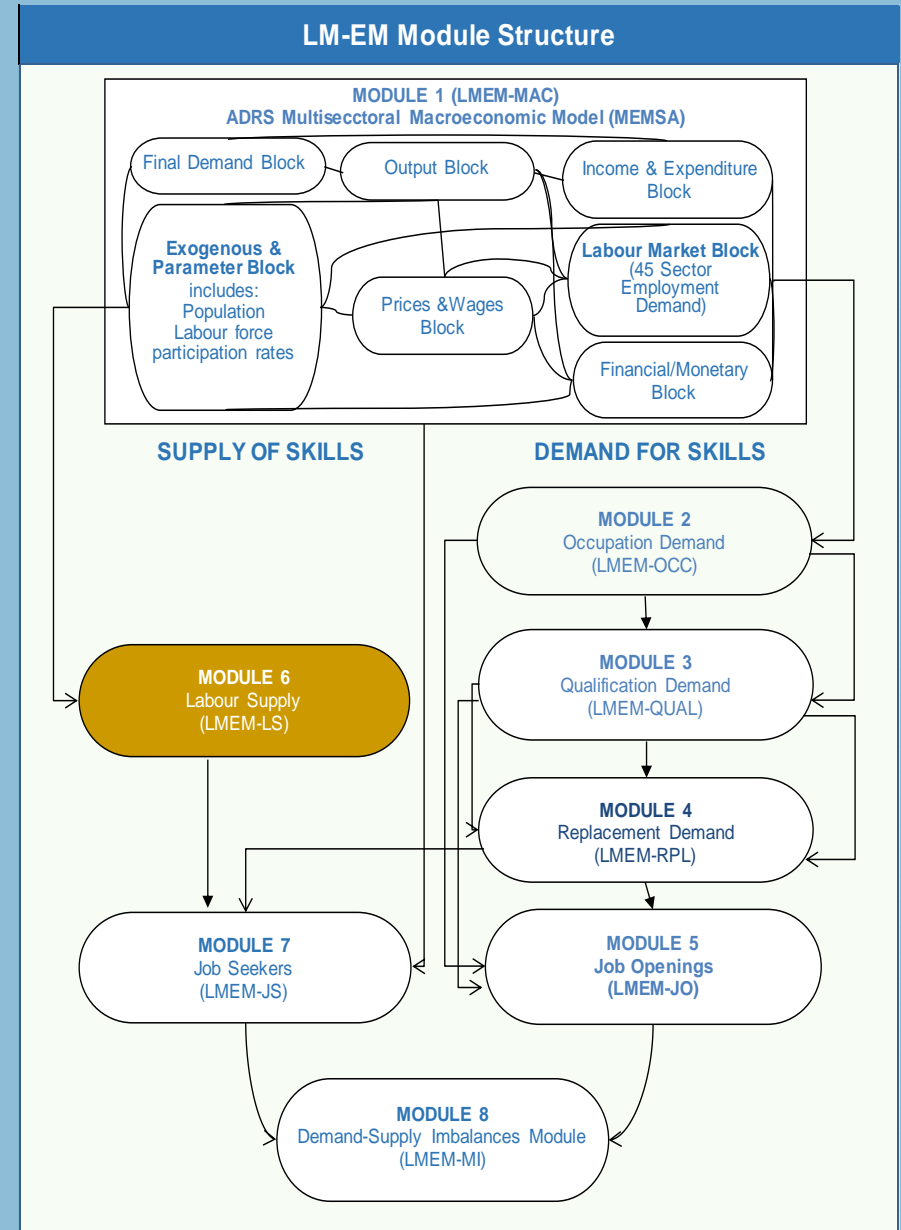 LM-EM Module Structure
MODULE 1 (LMEM-MAC)
ADRS Multisecctoral Macroeconomic Model (MEMSA)
Final Demand Block
Output Block
Income & Expenditure
Block
Exogenous &
Parameter Block
includes:
Population
Labour force
participation rates
Prices &Wages
Block
Labour Market Block
(45 Sector
Employment
Demand)
Financial/Monetary
Block
SUPPLY OF SKILLS
DEMAND FOR SKILLS
MODULE 2
Occupation Demand
(LMEM-OCC)
MODULE 3
Qualification Demand
(LMEM-QUAL)
MODULE 6
Labour Supply
(LMEM-LS)
MODULE 4
Replacement Demand
(LMEM-RPL)
MODULE 7
Job Seekers
(LMEM-JS)
MODULE 5
Job Openings
(LMEM-JO)
MODULE 8
Demand-Supply Imbalances Module
(LMEM-MI)